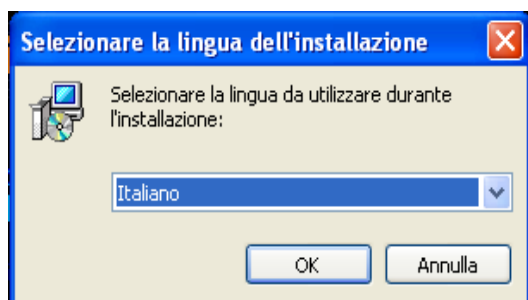 Selezionare la lingua dell'installazione
Selezionare la lingua da utilizzare durante
l'installazione:
Italiano
OK
Annulla